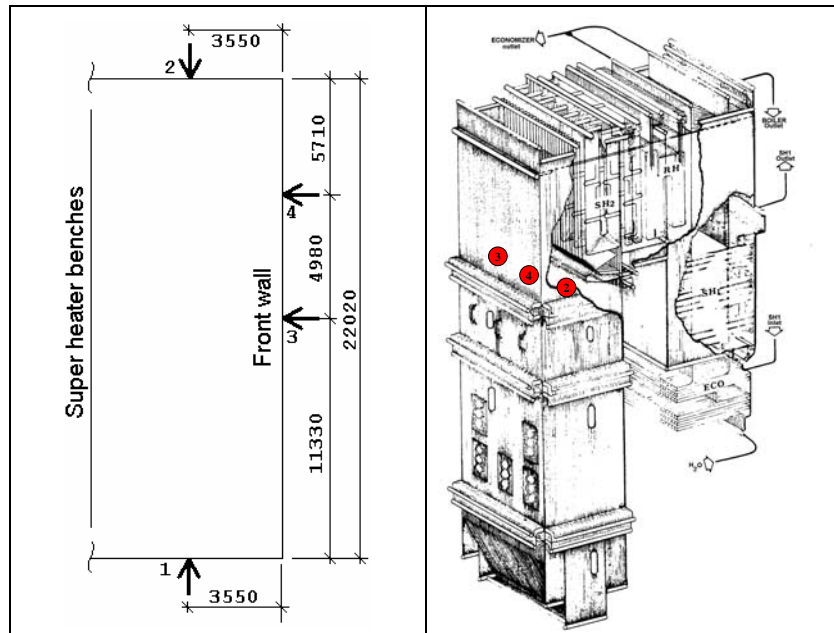 3550
2
5710
4
4980
22020
3
11330
1
3550
Super heater benches
Front wall
ECONOMIZER
outlet
BOILER
Outlet
SH1
Outlet
RH
SH2
3
4
2
SH1
SH1
Inlet
ECO
H2O